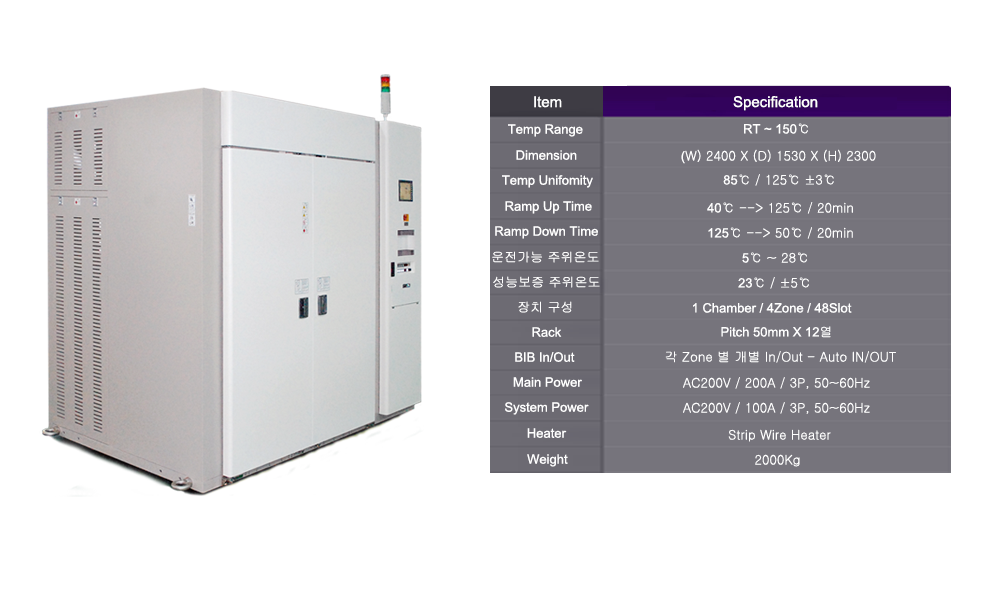 Item Specification
Temp Range RT ~ 150℃
Dimension (W) 2400 X (D) 1530 X (H) 2300
Temp Unifomity 85℃ / 125℃ ±3℃
Ramp Up Time 40℃ --> 125℃ / 20min
Ramp Down Time 125℃ --> 50℃ / 20min
운전가능 주위온도 5℃ ~ 28℃
성능보증 주위온도 23℃ / ±5℃
장치 구성 1 Chamber / 4Zone / 48Slot
Rack Pitch 50mm X 12열
BIB In/Out 각 Zone 별 개별 In/Out - Auto IN/OUT
Main Power AC200V / 200A / 3P, 50~60Hz
System Power AC200V / 100A / 3P, 50~60Hz
Heater Strip Wire Heater
Weight 2000Kg